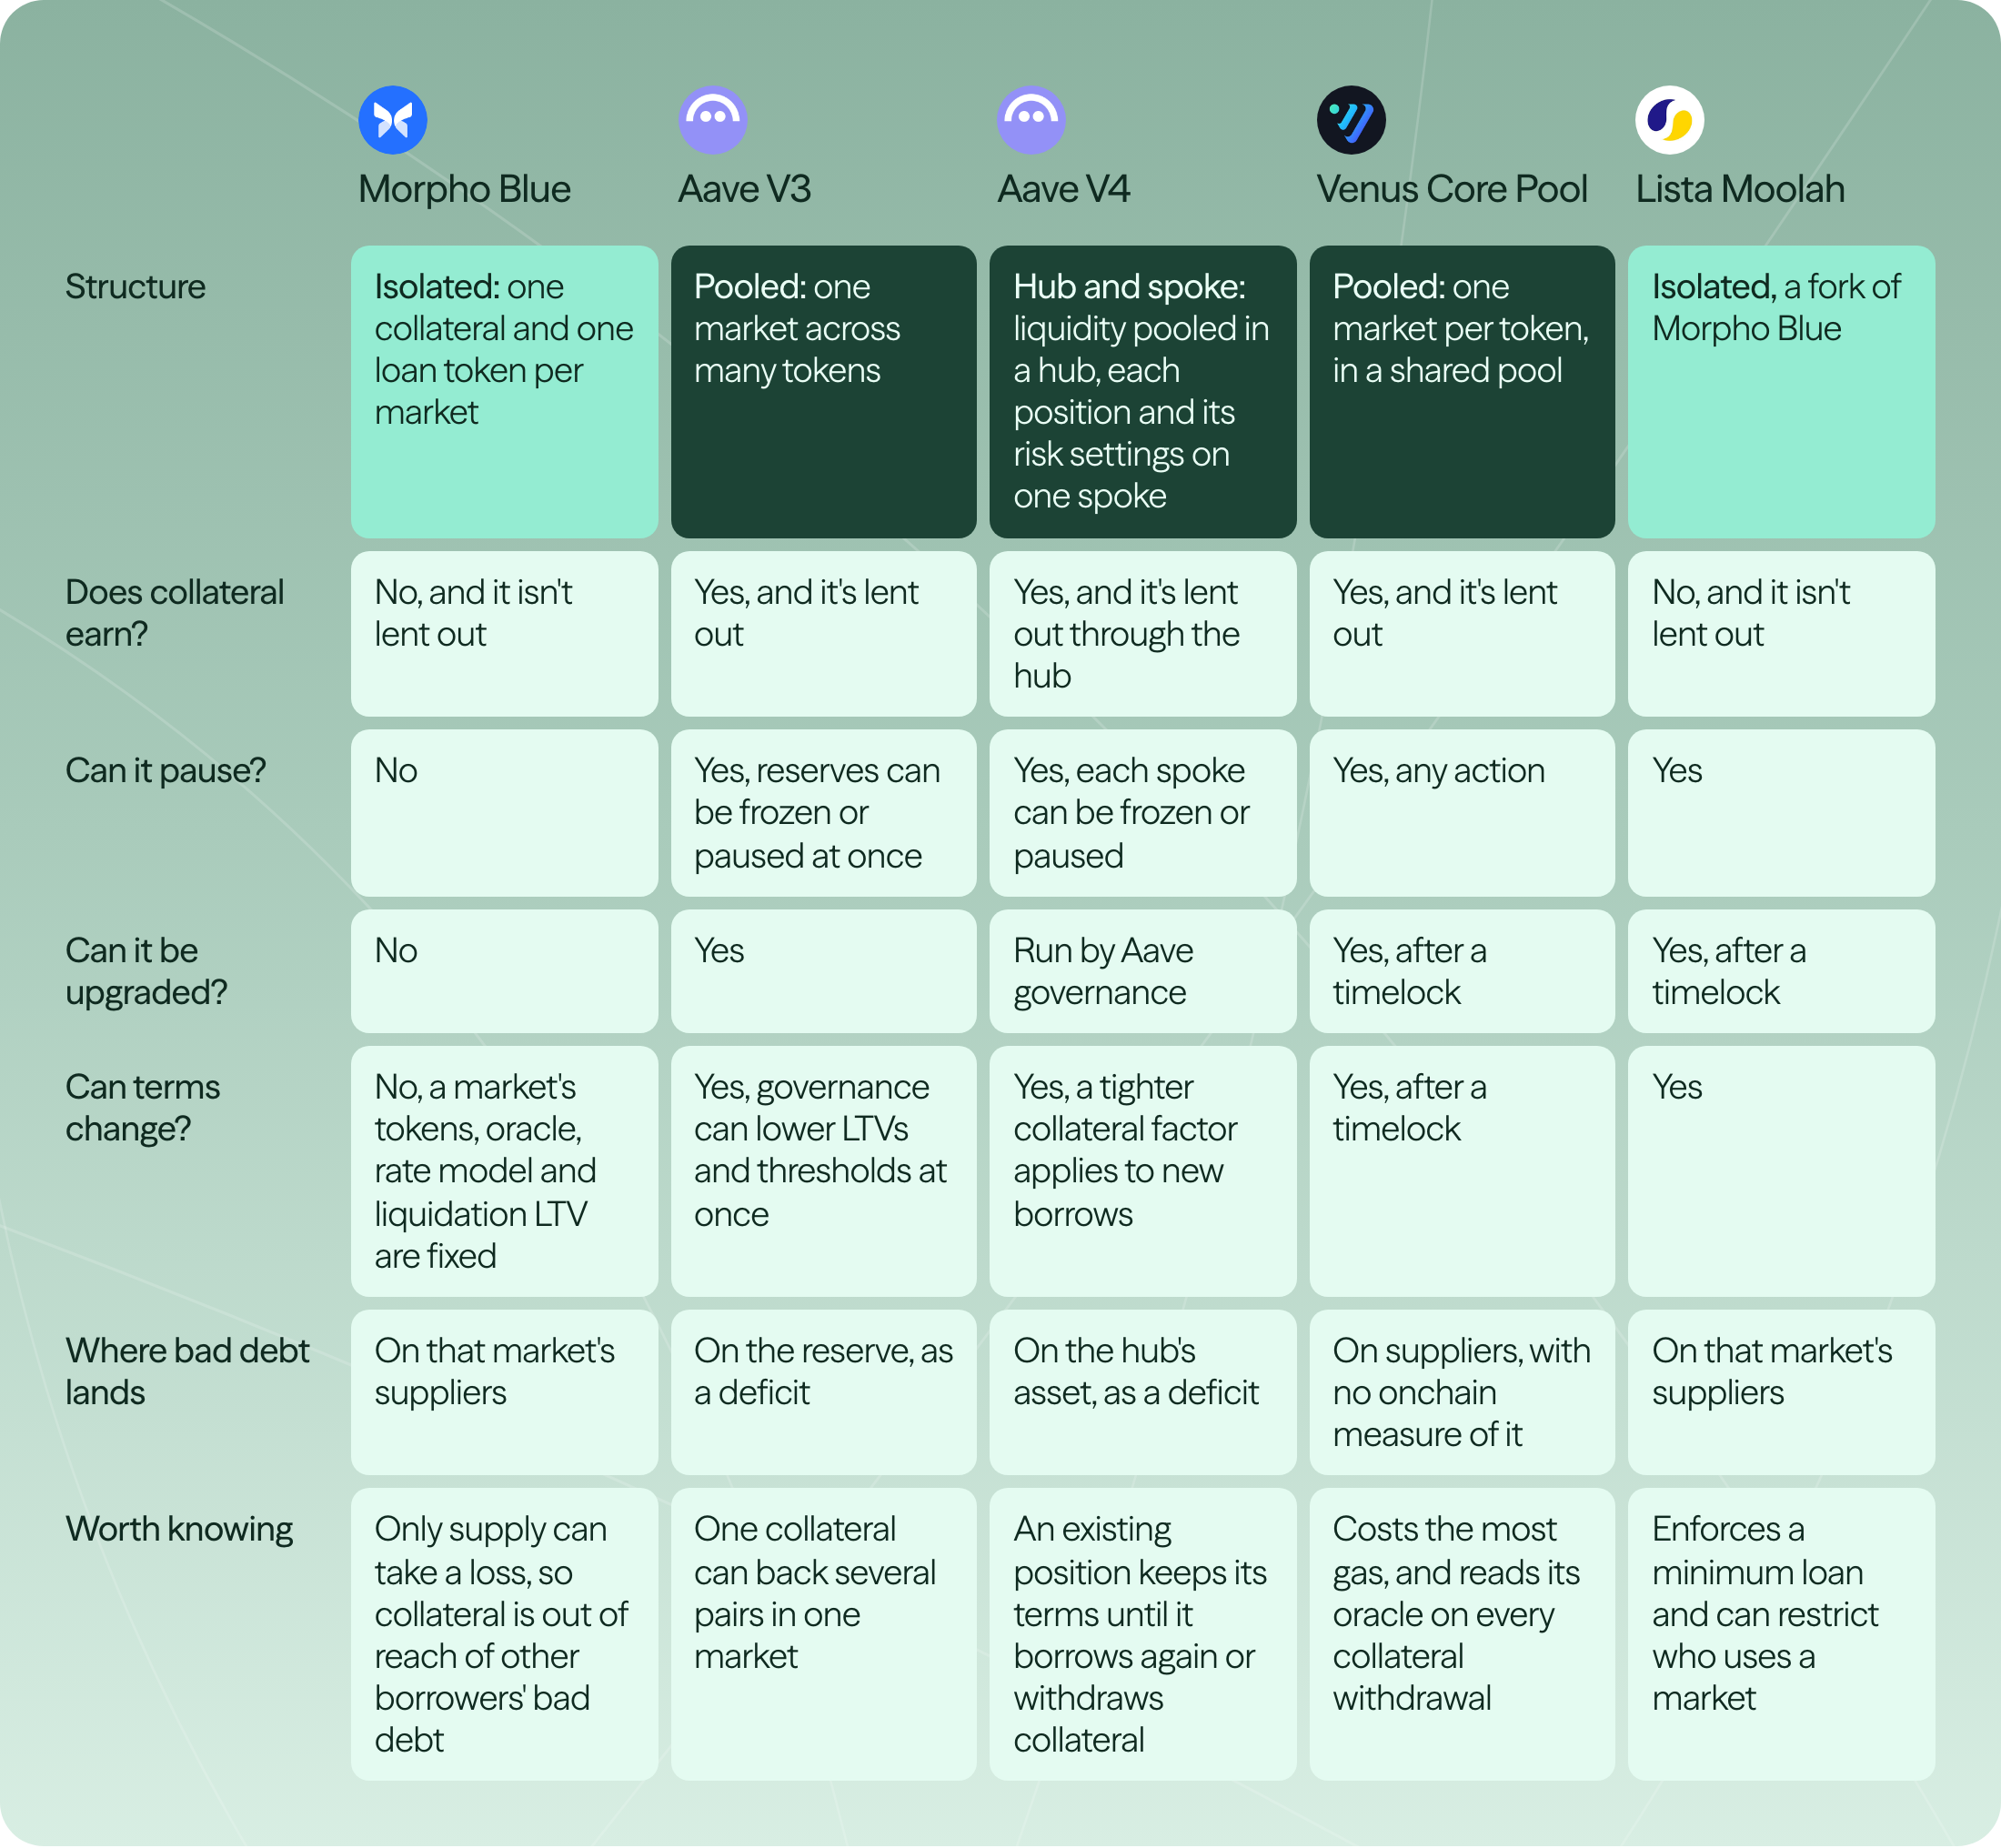 Morpho Blue
Aave V3
Aave V4
Venus Core Pool
Lista Moolah
Structure
Isolated: one
collateral and one
loan token per
market
Pooled: one
market across
many tokens
Hub and spoke:
liquidity pooled in
a hub, each
position and its
risk settings on
one spoke
Pooled: one
market per token,
in a shared pool
Isolated, a fork of
Morpho Blue
Does collateral
earn?
No, and it isn't
lent out
Yes, and it's lent
out
Yes, and it's lent
out through the
hub
Yes, and it's lent
out
No, and it isn't
lent out
Can it pause?
No
Yes, reserves can
be frozen or
paused at once
Yes, each spoke
can be frozen or
paused
Yes, any action
Yes
Can it be
upgraded?
No
Yes
Run by Aave
governance
Yes, after a
timelock
Yes, after a
timelock
Can terms
change?
No, a market's
tokens, oracle,
rate model and
liquidation LTV
are fixed
Yes, governance
can lower LTVs
and thresholds at
once
Yes, a tighter
collateral factor
applies to new
borrows
Yes, after a
timelock
Yes
Where bad debt
lands
On that market's
suppliers
On the reserve, as
a deficit
On the hub's
asset, as a deficit
On suppliers, with
no onchain
measure of it
On that market's
suppliers
Worth knowing
Only supply can
take a loss, so
collateral is out of
reach of other
borrowers' bad
debt
One collateral
can back several
pairs in one
market
An existing
position keeps its
terms until it
borrows again or
withdraws
collateral
Costs the most
gas, and reads its
oracle on every
collateral
withdrawal
Enforces a
minimum loan
and can restrict
who uses a
market